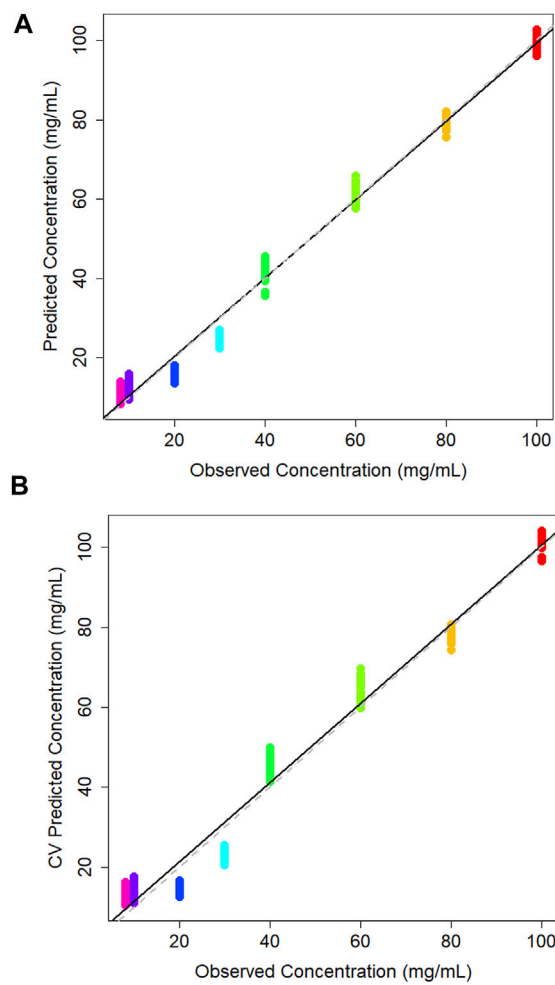 A
Predicted Concentration (mg/mL)
100
80
60
40
20
20 40 60 80 100
Observed Concentration (mg/mL)
B
CV Predicted Concentration (mg/mL)
100
80
60
40
20
20 40 60 80 100
Observed Concentration (mg/mL)